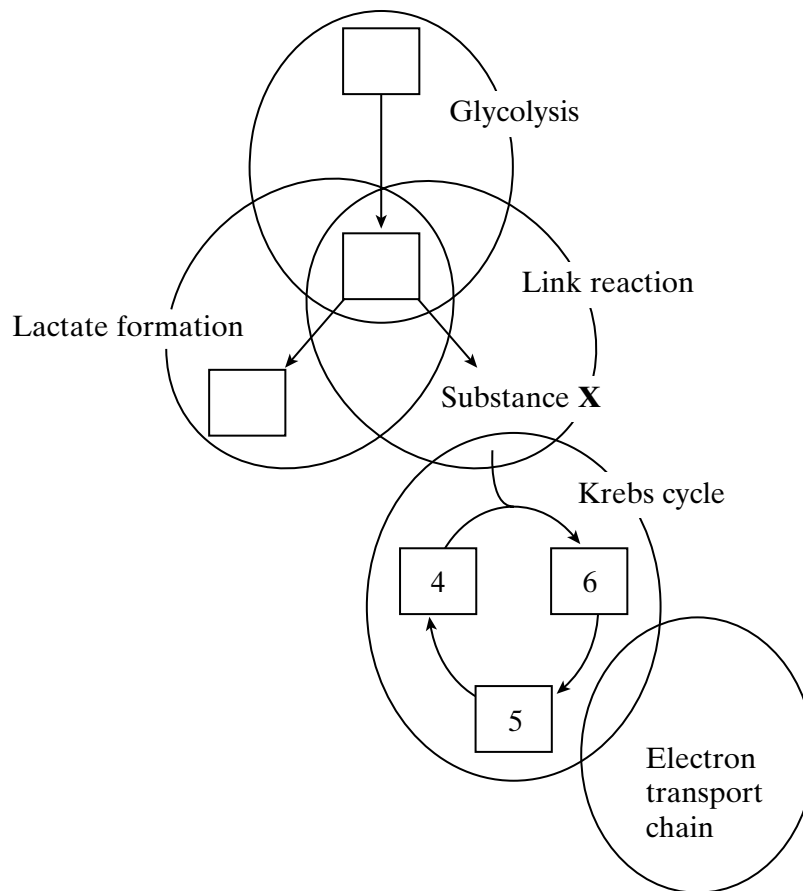 Glycolysis
Link reaction
Lactate formation
Substance X
Krebs cycle
4
6
5
Electron
transport
chain